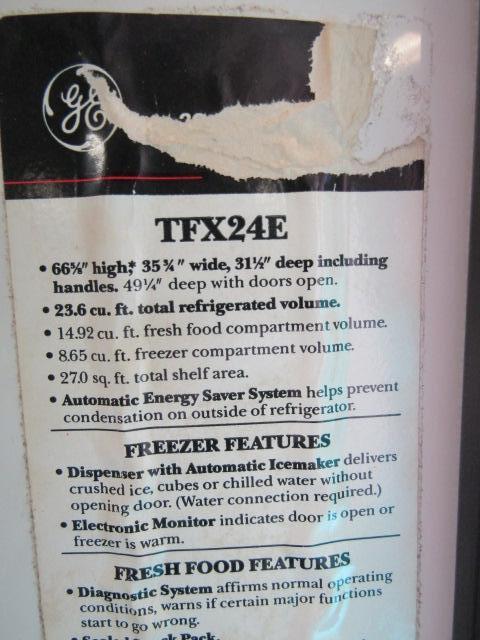 GE
TFX24E
• 66⅝" high,* 35¾" wide, 31½" deep including
handles. 49¼" deep with doors open.
• 23.6 cu. ft. total refrigerated volume.
• 14.92 cu. ft. fresh food compartment volume.
• 8.65 cu. ft. freezer compartment volume.
• 27.0 sq. ft. total shelf area.
• Automatic Energy Saver System helps prevent
condensation on outside of refrigerator.
FREEZER FEATURES
• Dispenser with Automatic Icemaker delivers
crushed ice, cubes or chilled water without
opening door. (Water connection required.)
• Electronic Monitor indicates door is open or
freezer is warm.
FRESH FOOD FEATURES
• Diagnostic System affirms normal operating
conditions, warns if certain major functions
start to go wrong.
Pack.